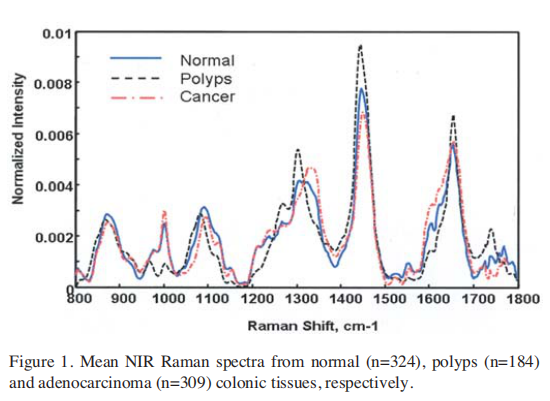 0.01
Normal
Polyps
Cancer
0.008
0.006
0.004
0.002
0
Normalized Intensity
800 900 1000 1100 1200 1300 1400 1500 1600 1700 1800
Raman Shift, cm-1
Figure 1. Mean NIR Raman spectra from normal (n=324), polyps (n=184)
and adenocarcinoma (n=309) colonic tissues, respectively.